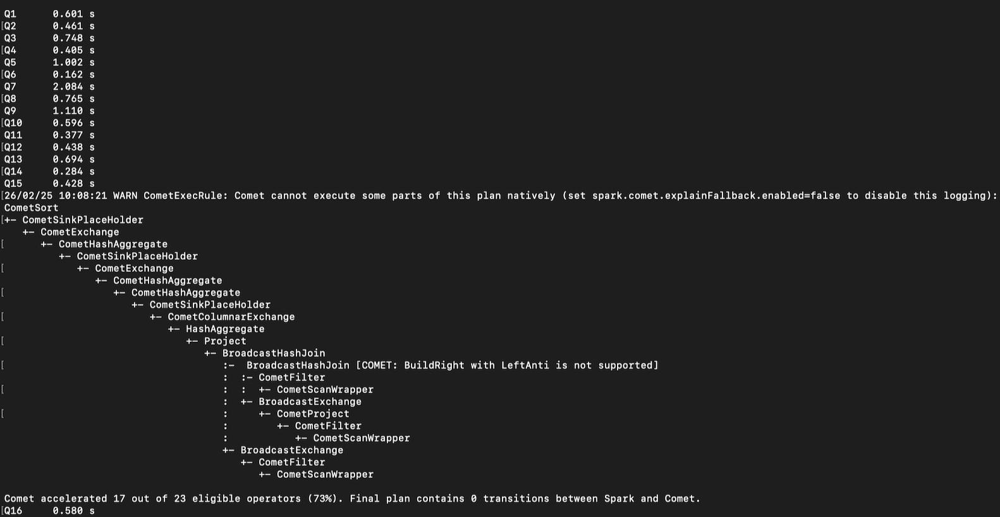 Q1      0.601 s
[Q2      0.461 s
Q3      0.748 s
[Q4      0.405 s
Q5      1.002 s
[Q6      0.162 s
Q7      2.084 s
[Q8      0.765 s
Q9      1.110 s
[Q10     0.596 s
Q11     0.377 s
[Q12     0.438 s
Q13     0.694 s
[Q14     0.284 s
Q15     0.428 s
[26/02/25 10:08:21 WARN CometExecRule: Comet cannot execute some parts of this plan natively (set spark.comet.explainFallback.enabled=false to disable this logging):
CometSort
[+- CometSinkPlaceHolder
   +- CometExchange
[      +- CometHashAggregate
         +- CometSinkPlaceHolder
[            +- CometExchange
               +- CometHashAggregate
[                  +- CometHashAggregate
                     +- CometSinkPlaceHolder
[                        +- CometColumnarExchange
                           +- HashAggregate
[                              +- Project
                                 +- BroadcastHashJoin
[                                    :-  BroadcastHashJoin [COMET: BuildRight with LeftAnti is not supported]
                                    :  :- CometFilter
[                                    :  :  +- CometScanWrapper
                                    :  +- BroadcastExchange
[                                    :     +- CometProject
                                    :        +- CometFilter
                                    :           +- CometScanWrapper
                                    +- BroadcastExchange
                                       +- CometFilter
                                          +- CometScanWrapper
Comet accelerated 17 out of 23 eligible operators (73%). Final plan contains 0 transitions between Spark and Comet.
[Q16     0.580 s